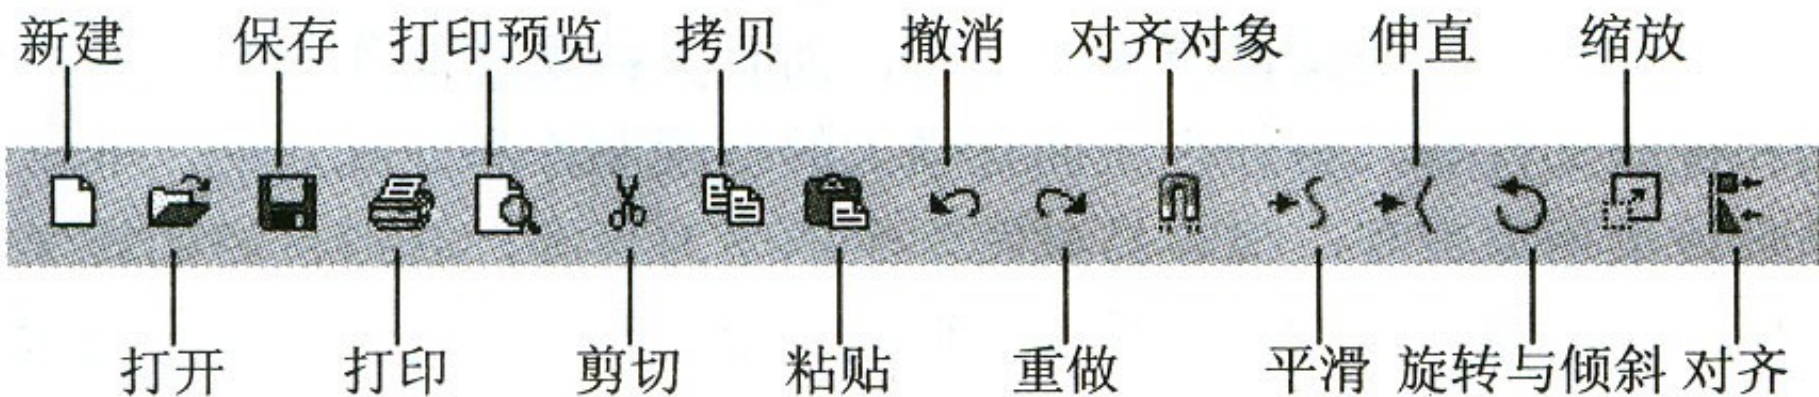 新建 保存 打印预览 拷贝 撤消 对齐对象 伸直 缩放
打开 打印 剪切 粘贴 重做 平滑 旋转与倾斜 对齐